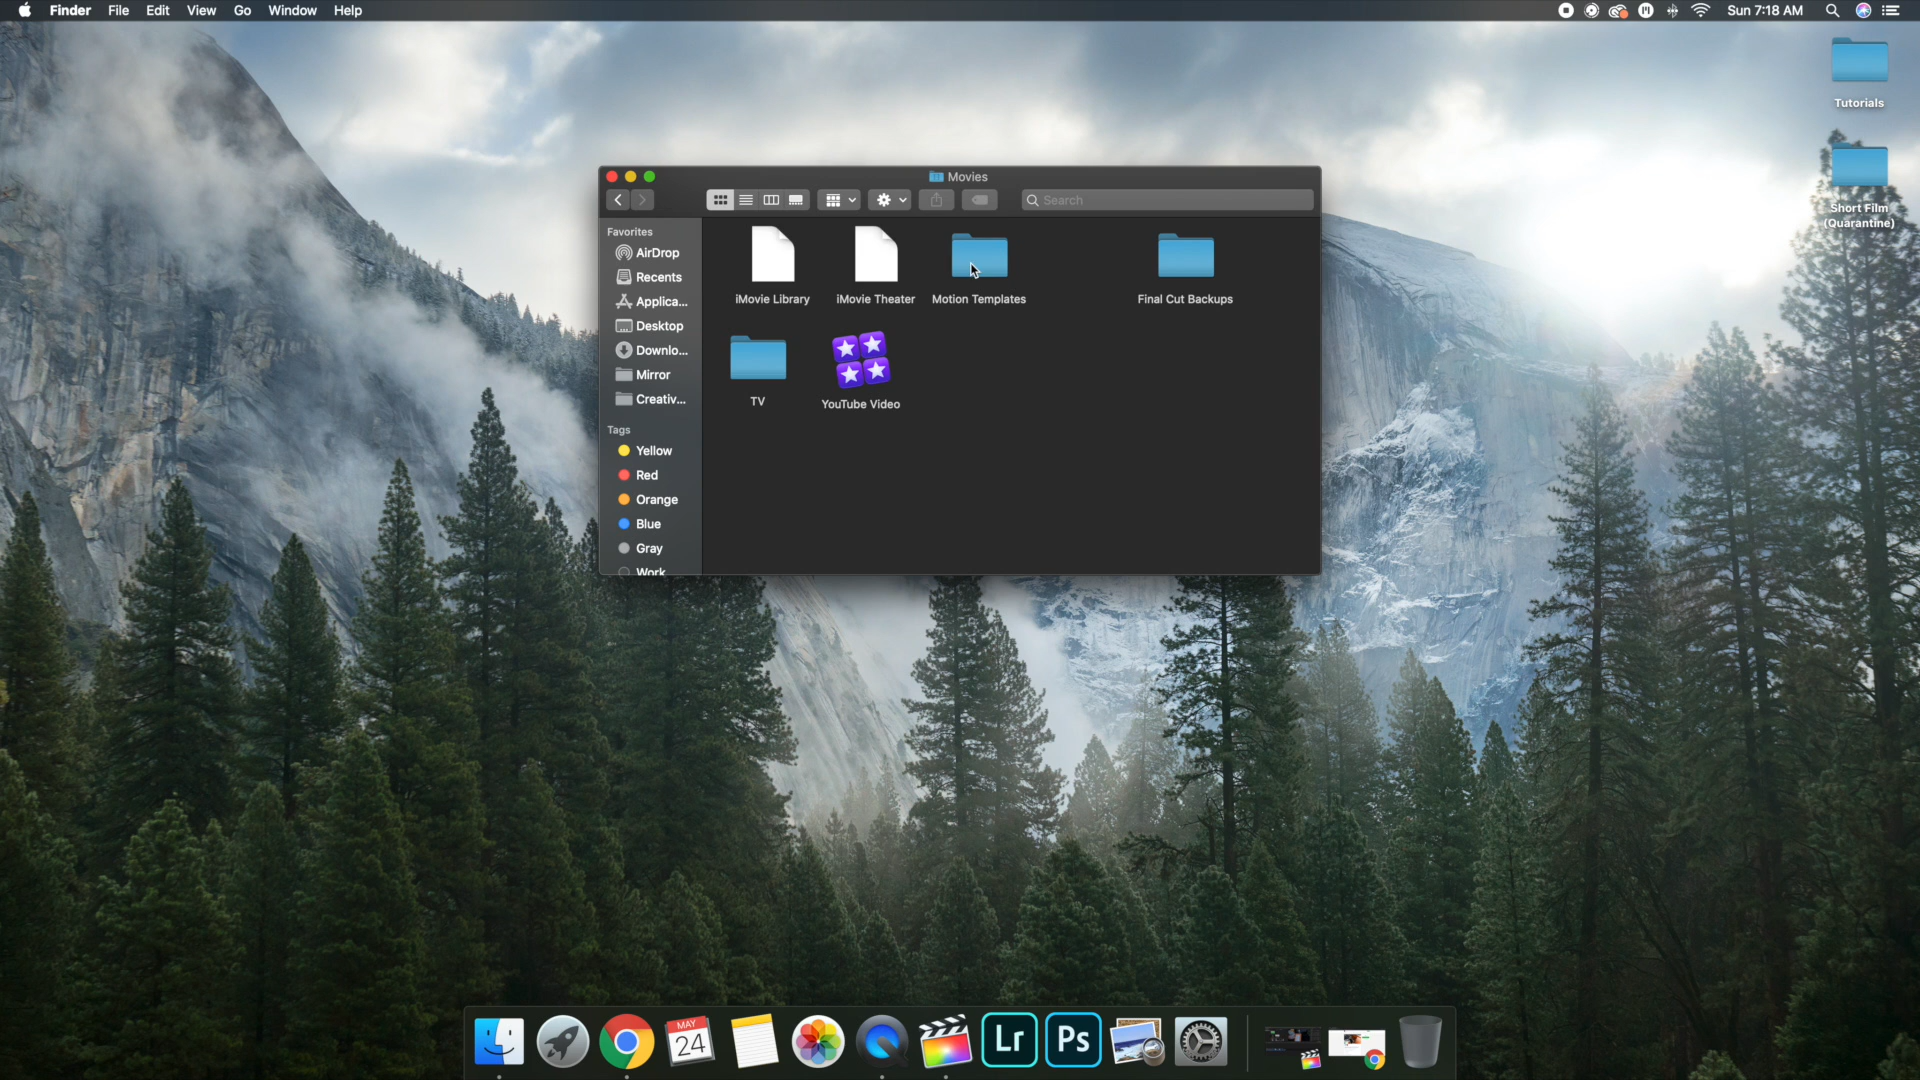 Finder File Edit View Go Window Help
Sun 7:18 AM
Tutorials
Short Film
(Quarantine)
Movies
Search
Favorites
AirDrop
Recents
Applica...
Desktop
Downlo...
Mirror
Creativ...
Tags
Yellow
Red
Orange
Blue
Gray
Work
iMovie Library
iMovie Theater
Motion Templates
Final Cut Backups
TV
YouTube Video
MAY
24
Lr
Ps